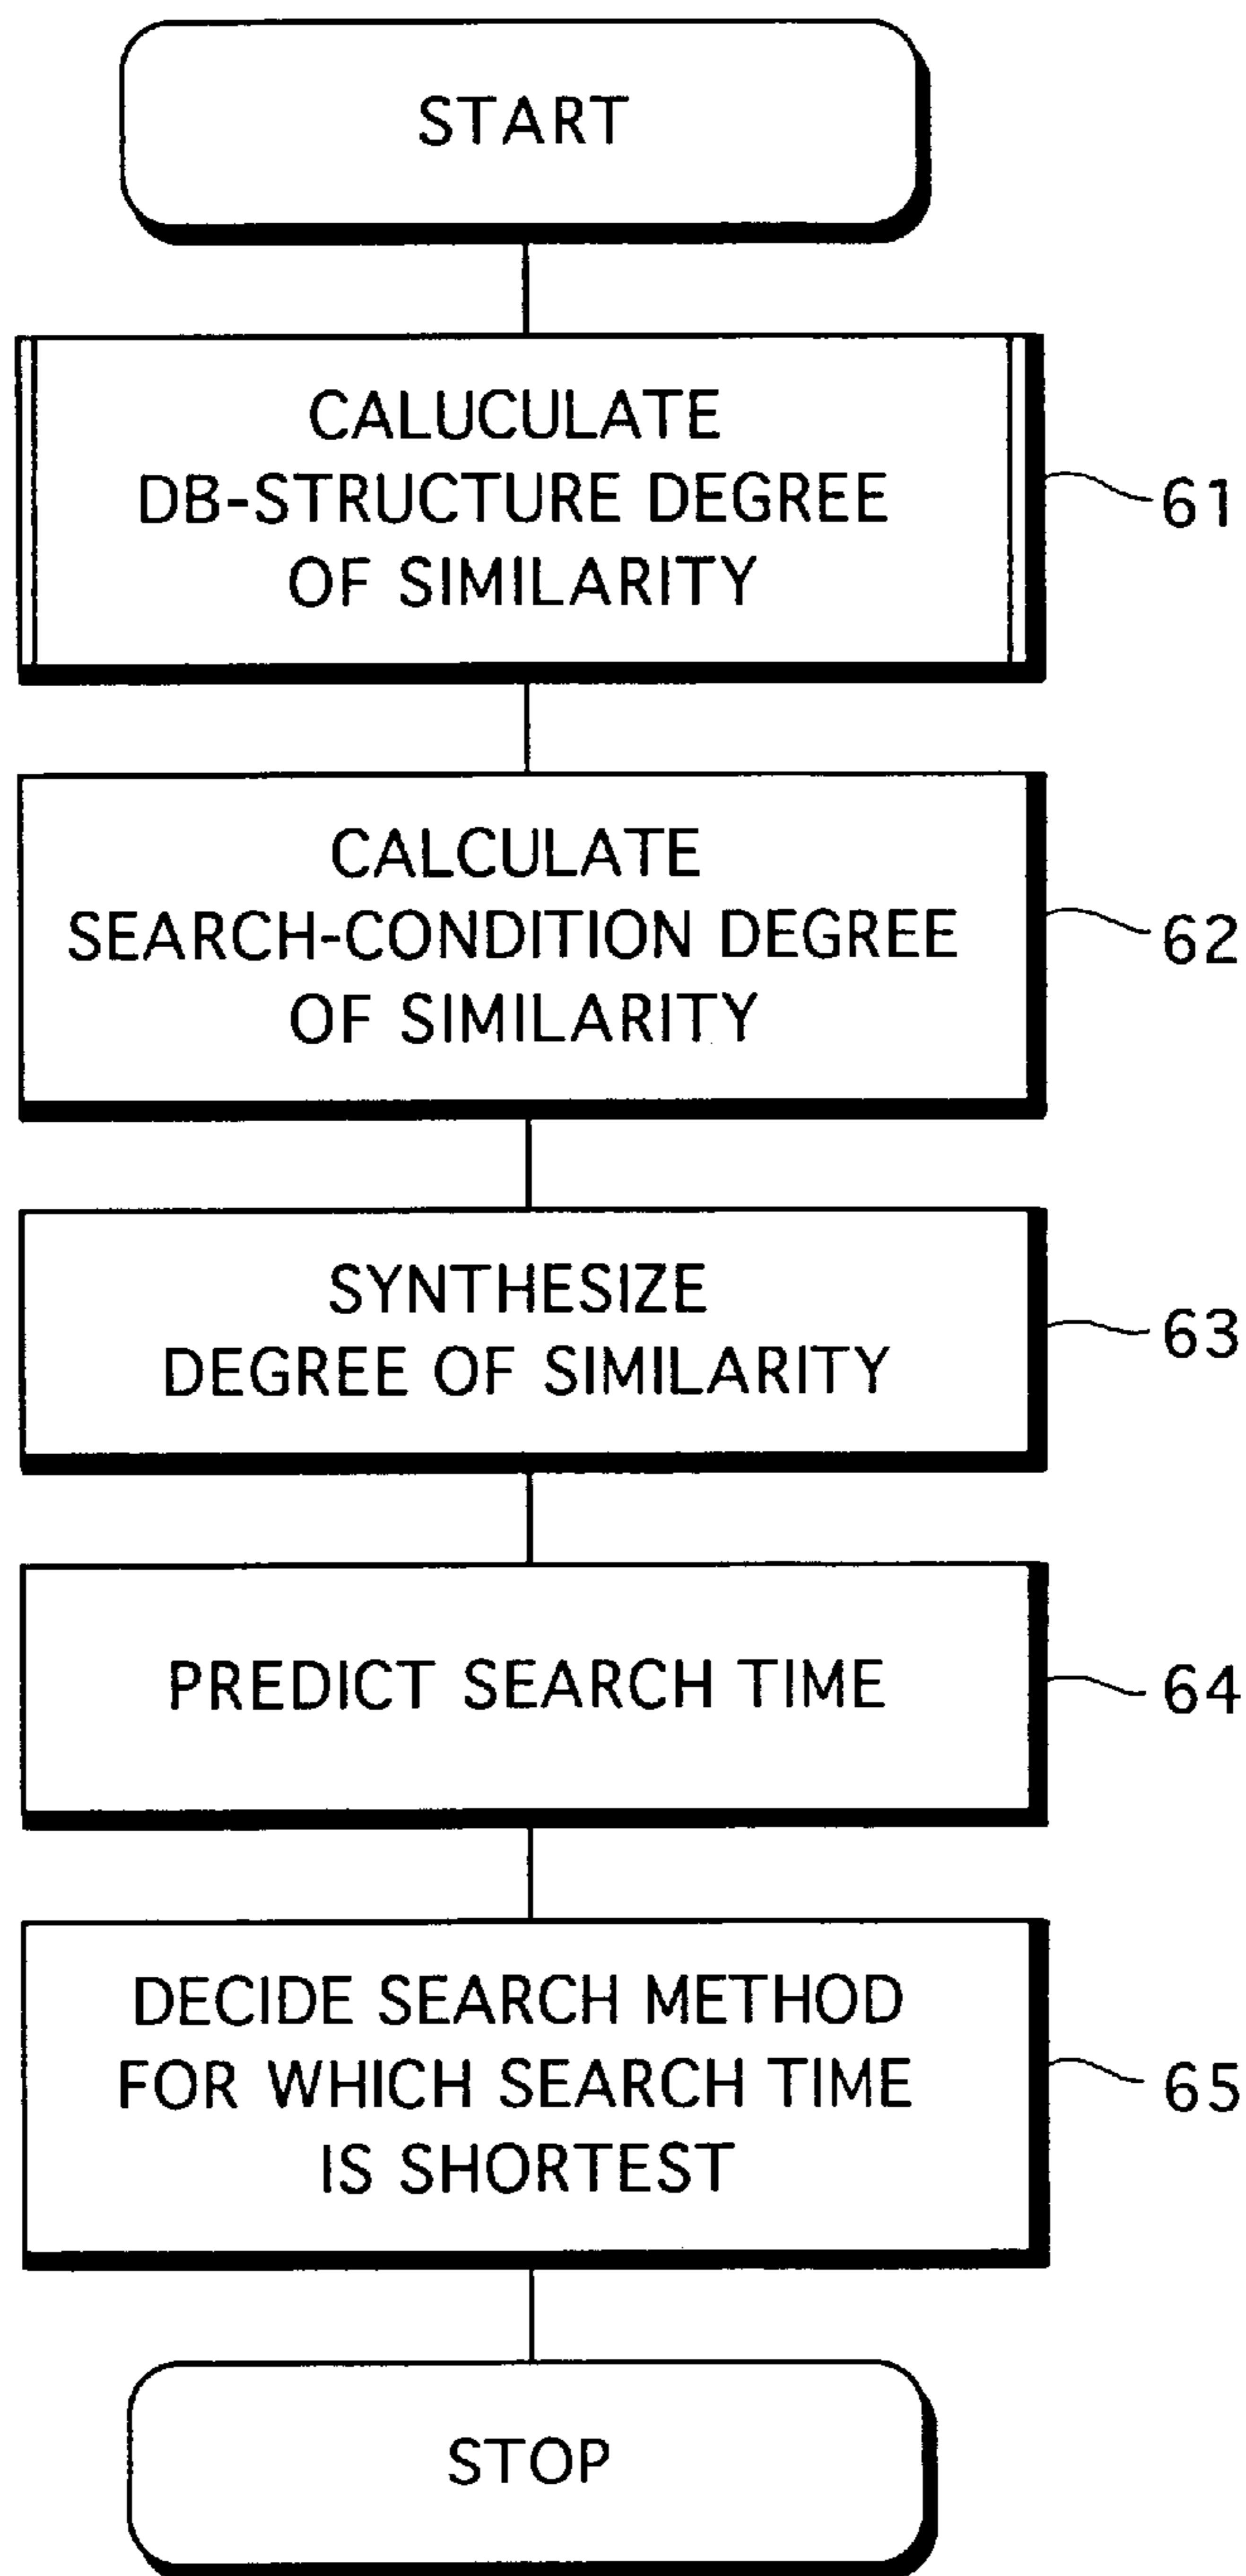 START
CALUCULATE
DB-STRUCTURE DEGREE
OF SIMILARITY
61
CALCULATE
SEARCH-CONDITION DEGREE
OF SIMILARITY
62
SYNTHESIZE
DEGREE OF SIMILARITY
63
PREDICT SEARCH TIME
64
DECIDE SEARCH METHOD
FOR WHICH SEARCH TIME
IS SHORTEST
65
STOP